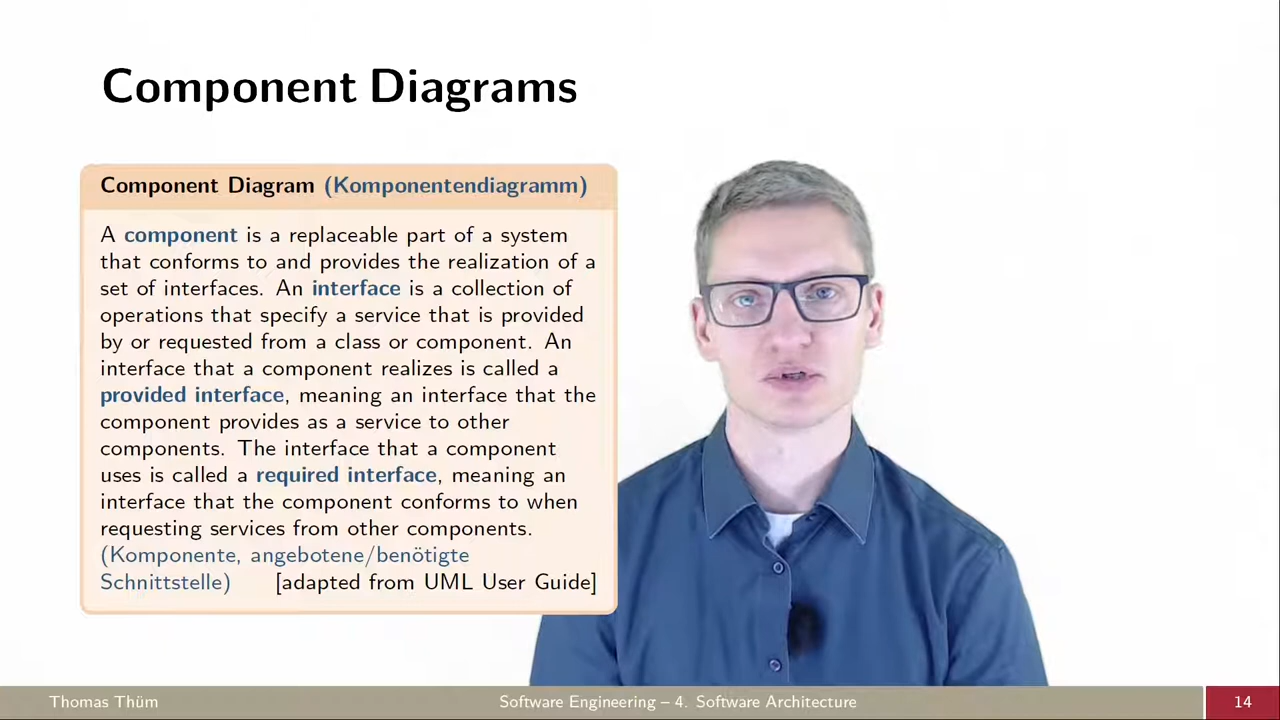 Component Diagrams
Component Diagram (Komponentendiagramm)
A component is a replaceable part of a system
that conforms to and provides the realization of a
set of interfaces. An interface is a collection of
operations that specify a service that is provided
by or requested from a class or component. An
interface that a component realizes is called a
provided interface, meaning an interface that the
component provides as a service to other
components. The interface that a component
uses is called a required interface, meaning an
interface that the component conforms to when
requesting services from other components.
(Komponente, angebotene/benötigte
Schnittstelle) [adapted from UML User Guide]
Thomas Thüm Software Engineering – 4. Software Architecture 14